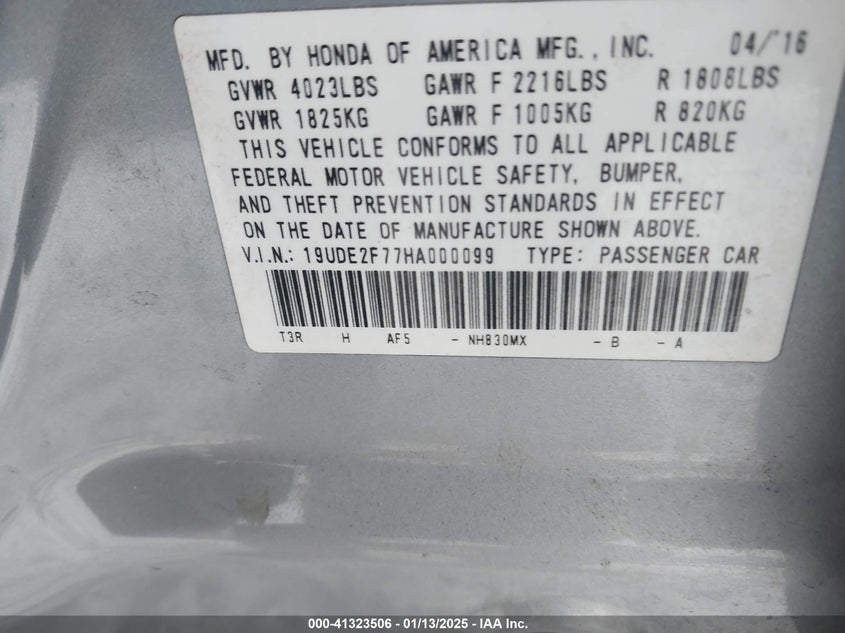 MFD. BY HONDA OF AMERICA MFG., INC. 04/'16
GVWR 4023LBS GAWR F 2216LBS R 1808LBS
GVWR 1825KG GAWR F 1005KG R 820KG
THIS VEHICLE CONFORMS TO ALL APPLICABLE
FEDERAL MOTOR VEHICLE SAFETY, BUMPER,
AND THEFT PREVENTION STANDARDS IN EFFECT
ON THE DATE OF MANUFACTURE SHOWN ABOVE.
V.I.N.: 19UDE2F77HA000099 TYPE: PASSENGER CAR
T3R H AF5 - NH830MX - B - A
000-41323506 - 01/13/2025 - IAA Inc.